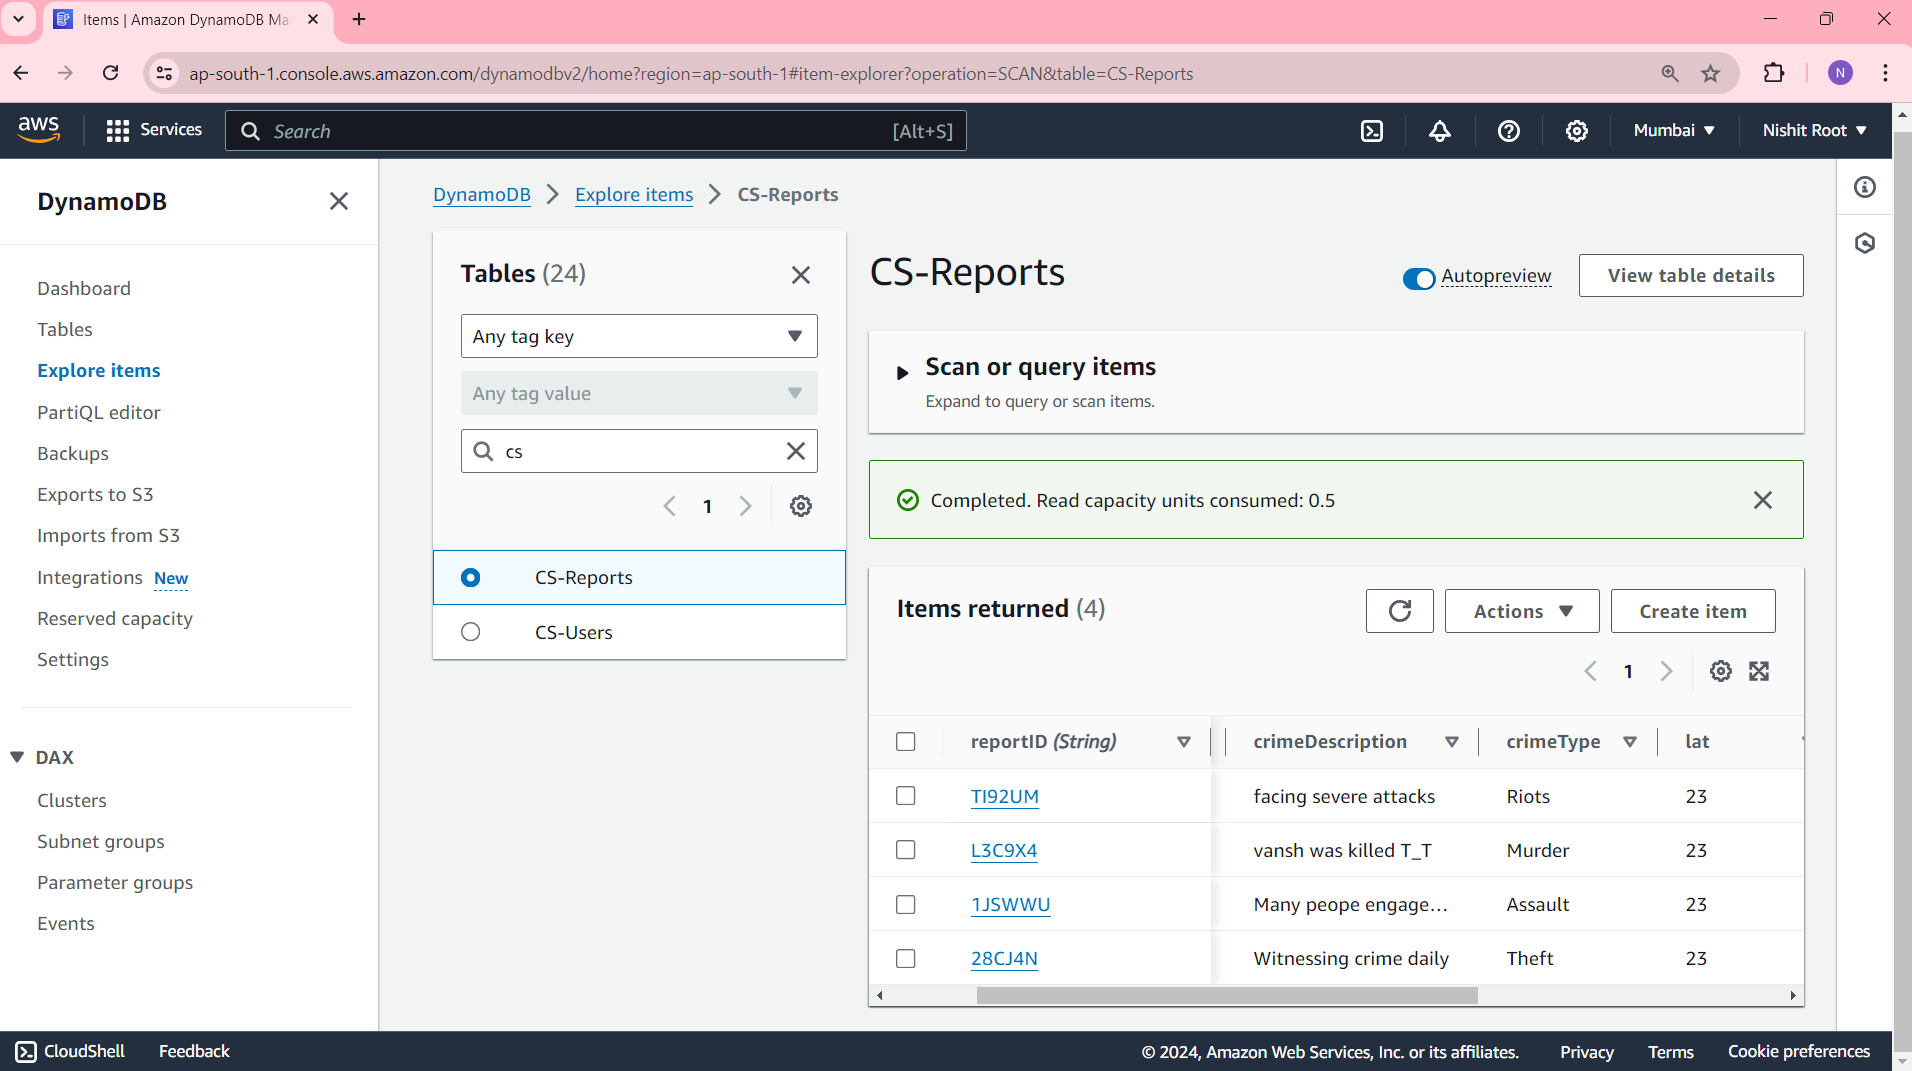 Items | Amazon DynamoDB Ma
ap-south-1.console.aws.amazon.com/dynamodbv2/home?region=ap-south-1#item-explorer?operation=SCAN&table=CS-Reports
N
aws
Services
Search
[Alt+S]
Mumbai
Nishit Root
DynamoDB
Dashboard
Tables
Explore items
PartiQL editor
Backups
Exports to S3
Imports from S3
Integrations New
Reserved capacity
Settings
DAX
Clusters
Subnet groups
Parameter groups
Events
DynamoDB
Explore items
CS-Reports
Tables (24)
Any tag key
Any tag value
cs
1
CS-Reports
CS-Users
CS-Reports
Autopreview
View table details
Scan or query items
Expand to query or scan items.
Completed. Read capacity units consumed: 0.5
Items returned (4)
Actions
Create item
1
reportID (String) crimeDescription crimeType lat
TI92UM facing severe attacks Riots 23
L3C9X4 vansh was killed T_T Murder 23
1JSWWU Many peope engage... Assault 23
28CJ4N Witnessing crime daily Theft 23
CloudShell
Feedback
© 2024, Amazon Web Services, Inc. or its affiliates.
Privacy
Terms
Cookie preferences